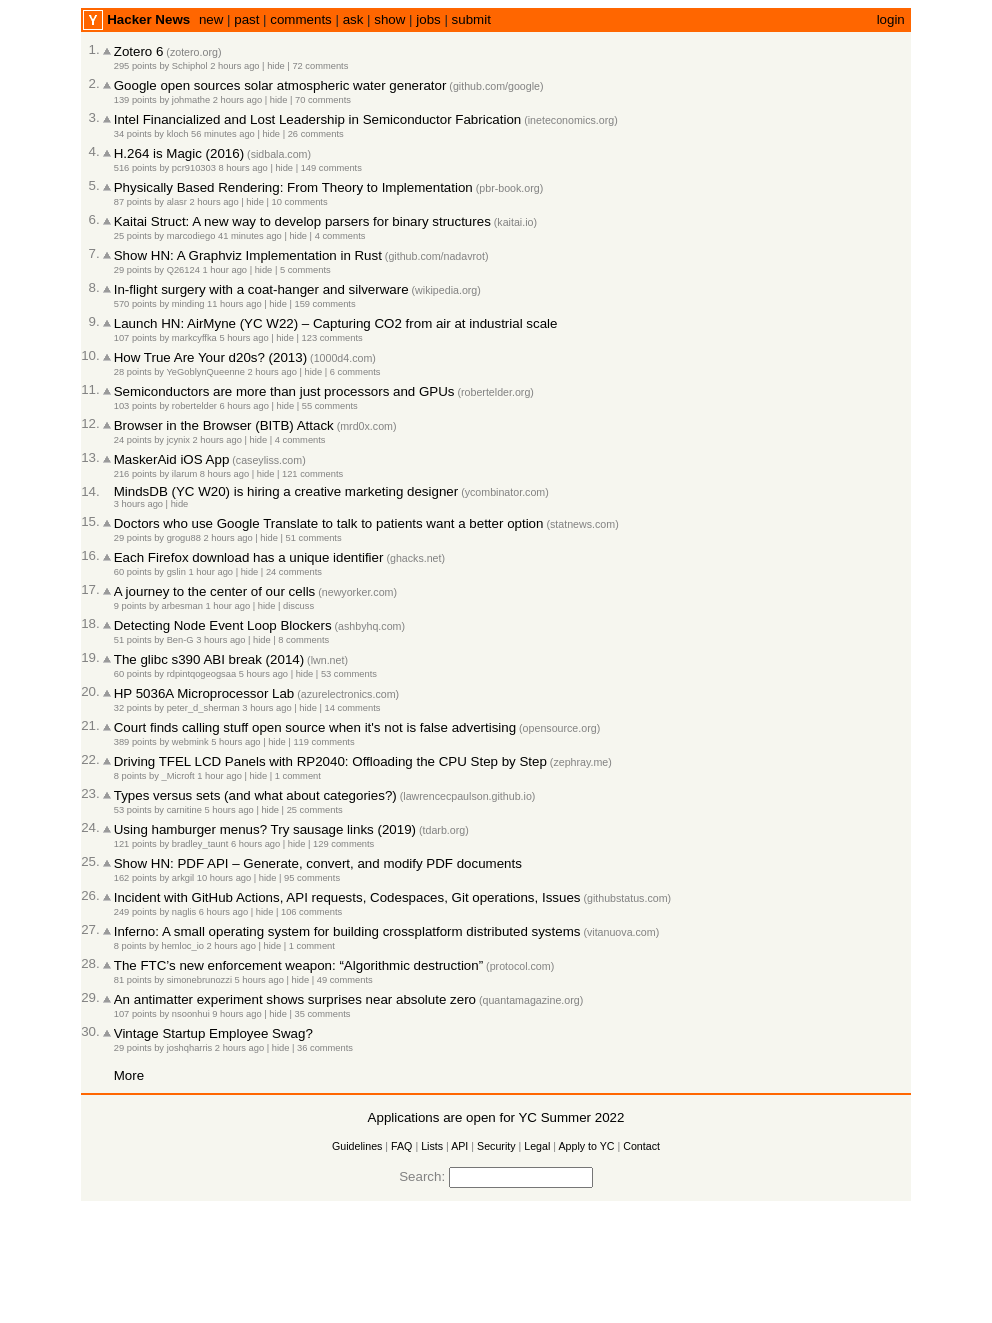 Y Hacker News new | past | comments | ask | show | jobs | submit login
1. Zotero 6 (zotero.org)
295 points by Schiphol 2 hours ago | hide | 72 comments
2. Google open sources solar atmospheric water generator (github.com/google)
139 points by johmathe 2 hours ago | hide | 70 comments
3. Intel Financialized and Lost Leadership in Semiconductor Fabrication (ineteconomics.org)
34 points by kloch 56 minutes ago | hide | 26 comments
4. H.264 is Magic (2016) (sidbala.com)
516 points by pcr910303 8 hours ago | hide | 149 comments
5. Physically Based Rendering: From Theory to Implementation (pbr-book.org)
87 points by alasr 2 hours ago | hide | 10 comments
6. Kaitai Struct: A new way to develop parsers for binary structures (kaitai.io)
25 points by marcodiego 41 minutes ago | hide | 4 comments
7. Show HN: A Graphviz Implementation in Rust (github.com/nadavrot)
29 points by Q26124 1 hour ago | hide | 5 comments
8. In-flight surgery with a coat-hanger and silverware (wikipedia.org)
570 points by minding 11 hours ago | hide | 159 comments
9. Launch HN: AirMyne (YC W22) – Capturing CO2 from air at industrial scale
107 points by markcyffka 5 hours ago | hide | 123 comments
10. How True Are Your d20s? (2013) (1000d4.com)
28 points by YeGoblynQueenne 2 hours ago | hide | 6 comments
11. Semiconductors are more than just processors and GPUs (robertelder.org)
103 points by robertelder 6 hours ago | hide | 55 comments
12. Browser in the Browser (BITB) Attack (mrd0x.com)
24 points by jcynix 2 hours ago | hide | 4 comments
13. MaskerAid iOS App (caseyliss.com)
216 points by ilarum 8 hours ago | hide | 121 comments
14. MindsDB (YC W20) is hiring a creative marketing designer (ycombinator.com)
3 hours ago | hide
15. Doctors who use Google Translate to talk to patients want a better option (statnews.com)
29 points by grogu88 2 hours ago | hide | 51 comments
16. Each Firefox download has a unique identifier (ghacks.net)
60 points by gslin 1 hour ago | hide | 24 comments
17. A journey to the center of our cells (newyorker.com)
9 points by arbesman 1 hour ago | hide | discuss
18. Detecting Node Event Loop Blockers (ashbyhq.com)
51 points by Ben-G 3 hours ago | hide | 8 comments
19. The glibc s390 ABI break (2014) (lwn.net)
60 points by rdpintqogeogsaa 5 hours ago | hide | 53 comments
20. HP 5036A Microprocessor Lab (azurelectronics.com)
32 points by peter_d_sherman 3 hours ago | hide | 14 comments
21. Court finds calling stuff open source when it's not is false advertising (opensource.org)
389 points by webmink 5 hours ago | hide | 119 comments
22. Driving TFEL LCD Panels with RP2040: Offloading the CPU Step by Step (zephray.me)
8 points by _Microft 1 hour ago | hide | 1 comment
23. Types versus sets (and what about categories?) (lawrencecpaulson.github.io)
53 points by carnitine 5 hours ago | hide | 25 comments
24. Using hamburger menus? Try sausage links (2019) (tdarb.org)
121 points by bradley_taunt 6 hours ago | hide | 129 comments
25. Show HN: PDF API – Generate, convert, and modify PDF documents
162 points by arkgil 10 hours ago | hide | 95 comments
26. Incident with GitHub Actions, API requests, Codespaces, Git operations, Issues (githubstatus.com)
249 points by naglis 6 hours ago | hide | 106 comments
27. Inferno: A small operating system for building crossplatform distributed systems (vitanuova.com)
8 points by hemloc_io 2 hours ago | hide | 1 comment
28. The FTC’s new enforcement weapon: “Algorithmic destruction” (protocol.com)
81 points by simonebrunozzi 5 hours ago | hide | 49 comments
29. An antimatter experiment shows surprises near absolute zero (quantamagazine.org)
107 points by nsoonhui 9 hours ago | hide | 35 comments
30. Vintage Startup Employee Swag?
29 points by joshqharris 2 hours ago | hide | 36 comments
More
Applications are open for YC Summer 2022
Guidelines | FAQ | Lists | API | Security | Legal | Apply to YC | Contact
Search: